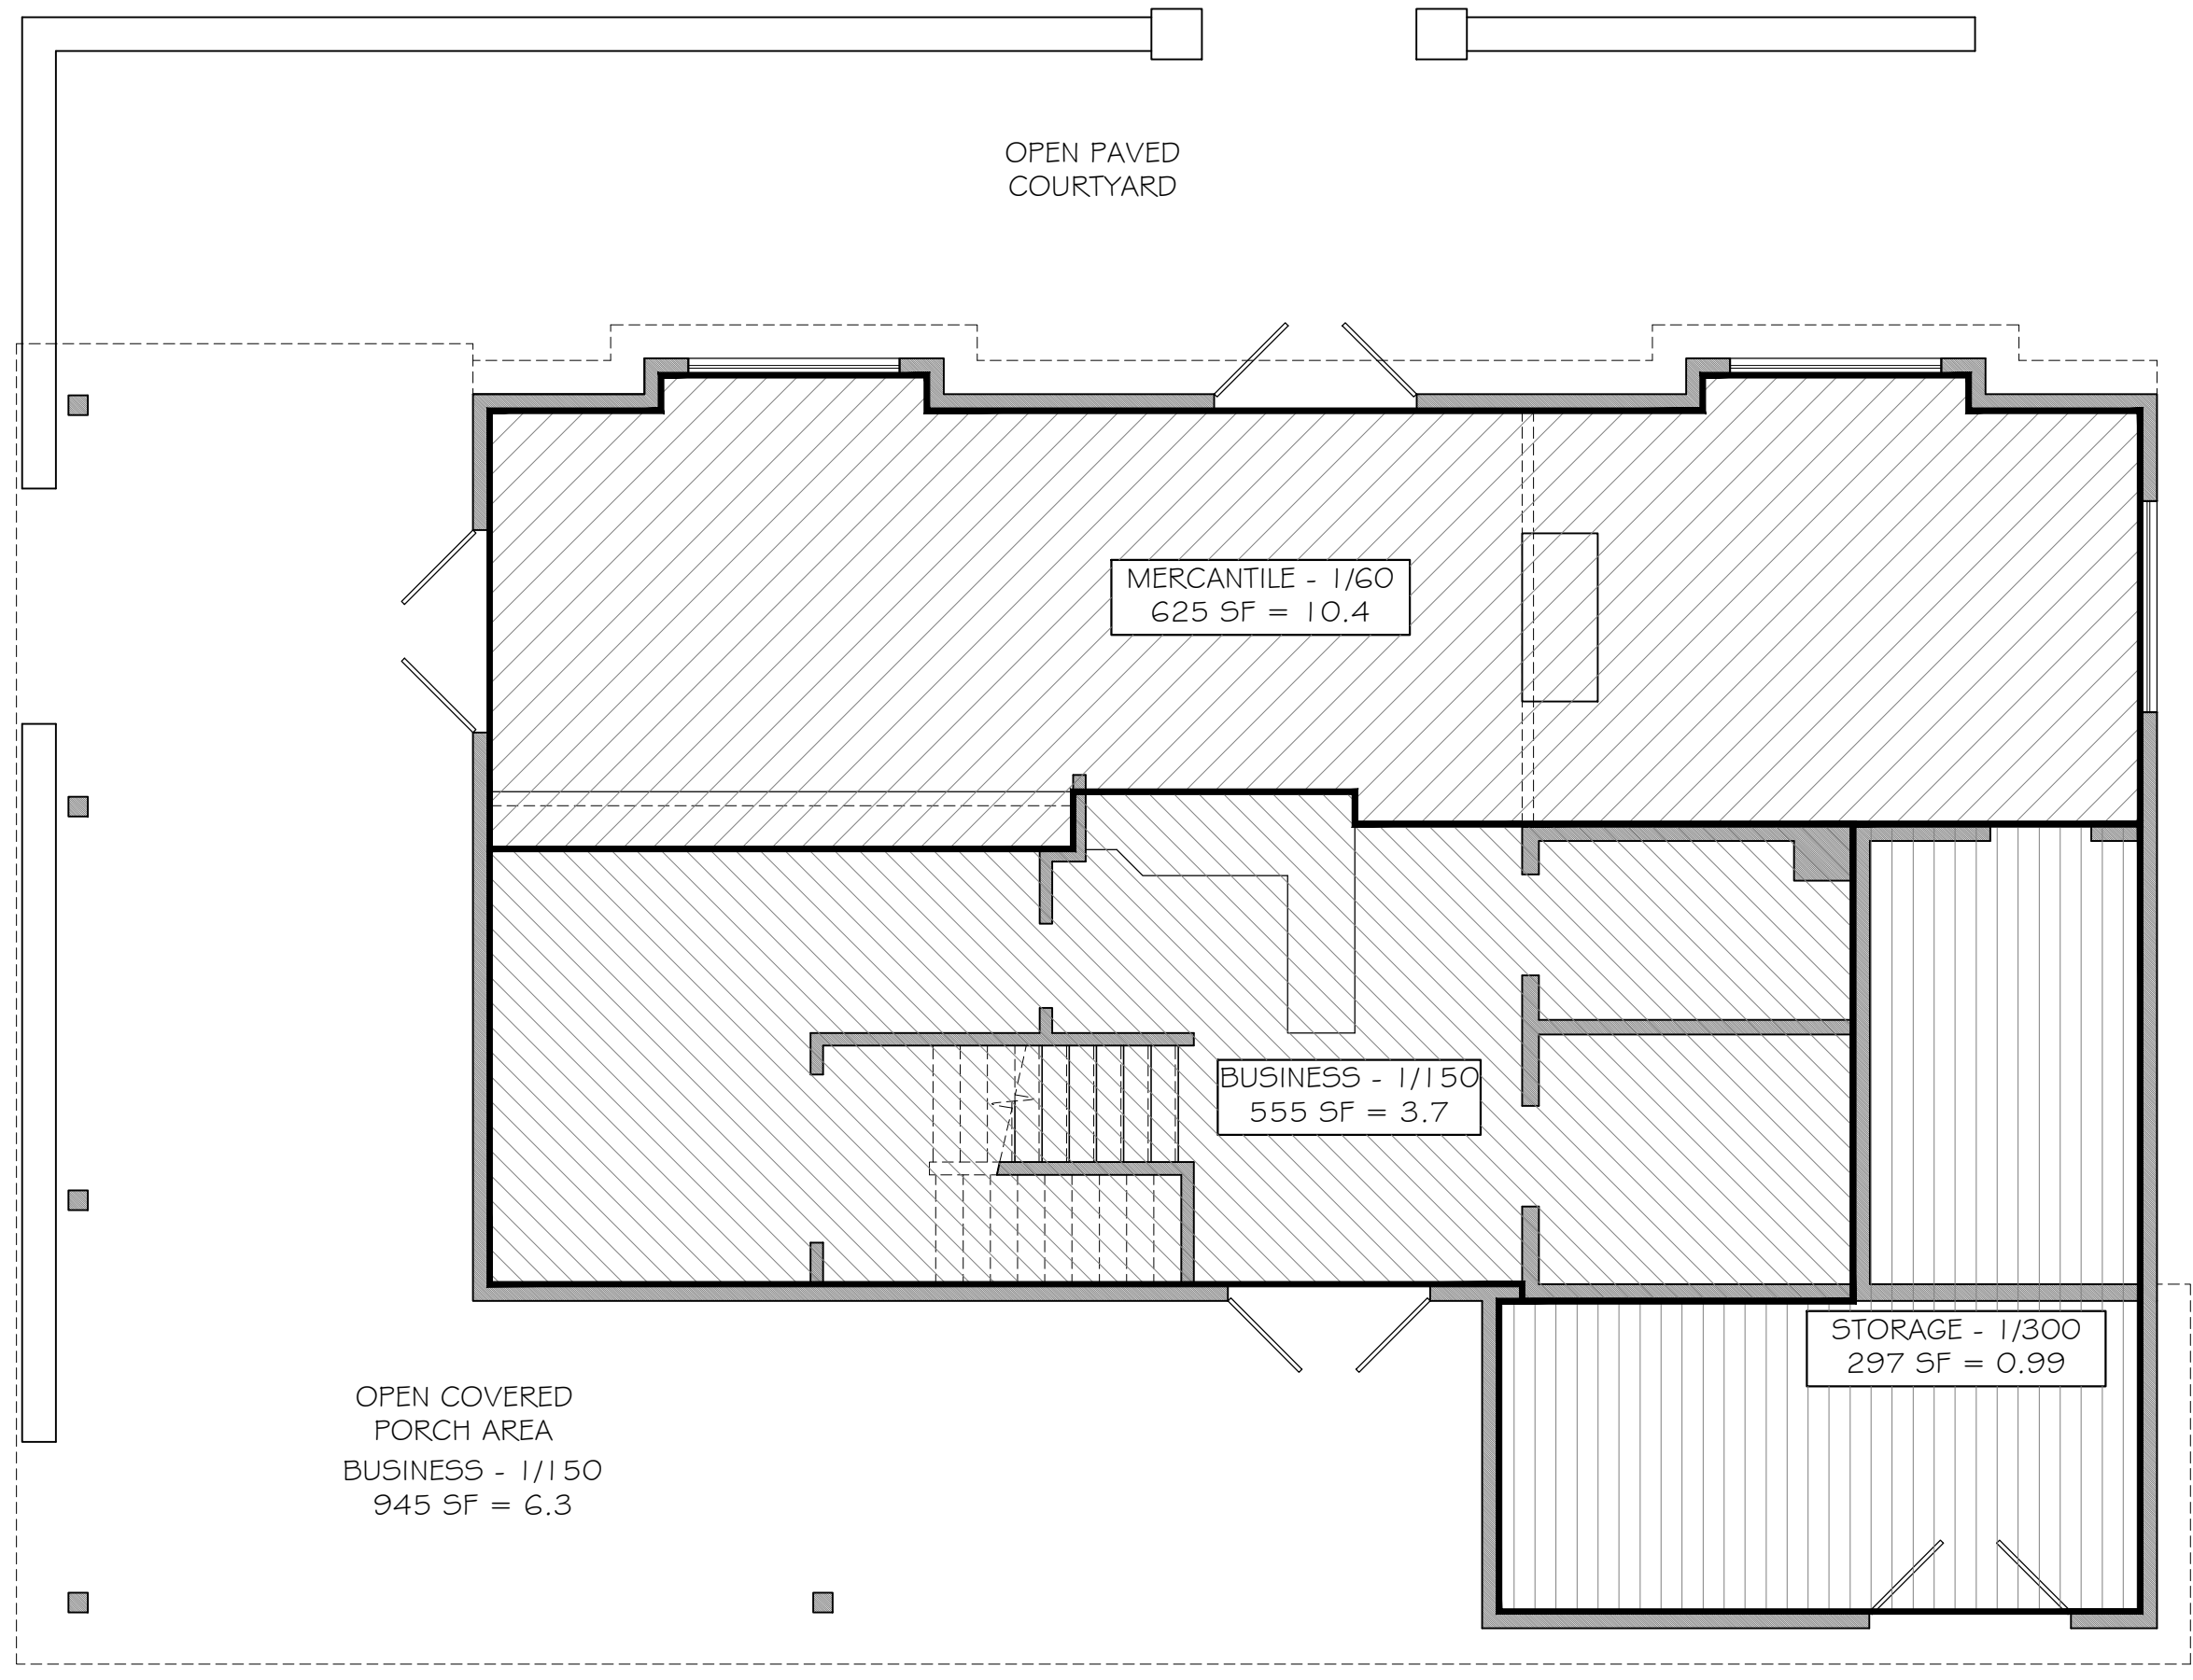 OPEN PAVED
COURTYARD
MERCANTILE - 1/60
625 SF = 10.4
BUSINESS - 1/150
555 SF = 3.7
STORAGE - 1/300
297 SF = 0.99
OPEN COVERED
PORCH AREA
BUSINESS - 1/150
945 SF = 6.3